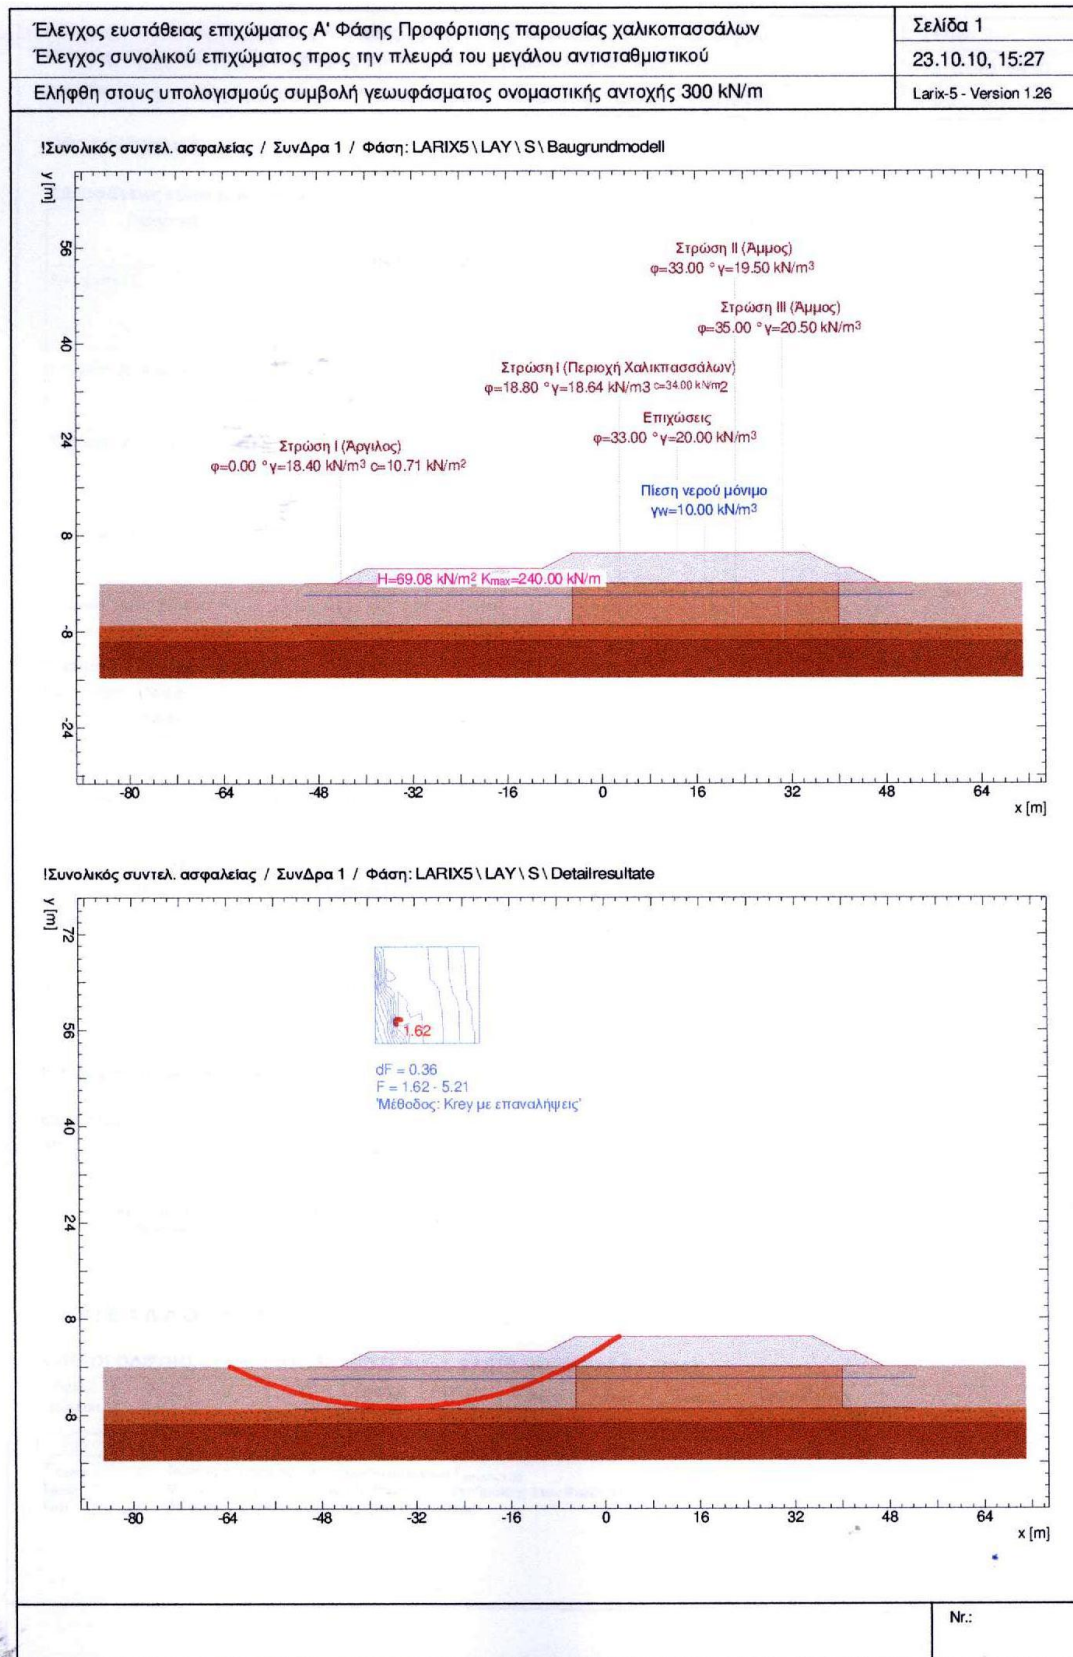 Έλεγχος ευστάθειας επιχώματος Α' Φάσης Προφόρτισης παρουσίας χαλικοπασσάλων
Έλεγχος συνολικού επιχώματος προς την πλευρά του μεγάλου αντισταθμιστικού
Ελήφθη στους υπολογισμούς συμβολή γεωυφάσματος ονομαστικής αντοχής 300 kN/m
Σελίδα 1
23.10.10, 15:27
Larix-5 - Version 1.26
!Συνολικός συντελ. ασφαλείας / ΣυνΔρα 1 / Φάση: LARIX5 \ LAY \ S \ Baugrundmodell
y [m]
56
40
24
8
-8
-24
Στρώση II (Άμμος)
φ=33.00 ° γ=19.50 kN/m3
Στρώση III (Άμμος)
φ=35.00 ° γ=20.50 kN/m3
Στρώση I (Περιοχή Χαλικπασσάλων)
φ=18.80 ° γ=18.64 kN/m3 c=34.00 kN/m2
Επιχώσεις
φ=33.00 ° γ=20.00 kN/m3
Στρώση I (Άργιλος)
φ=0.00 ° γ=18.40 kN/m3 c=10.71 kN/m2
Πίεση νερού μόνιμο
γw=10.00 kN/m3
H=69.08 kN/m2 Kmax=240.00 kN/m
-80 -64 -48 -32 -16 0 16 32 48 64
x [m]
!Συνολικός συντελ. ασφαλείας / ΣυνΔρα 1 / Φάση: LARIX5 \ LAY \ S \ Detailresultate
y [m]
72
56
40
24
8
-8
1.62
dF = 0.36
F = 1.62 - 5.21
'Μέθοδος: Krey με επαναλήψεις'
-80 -64 -48 -32 -16 0 16 32 48 64
x [m]
Nr.: